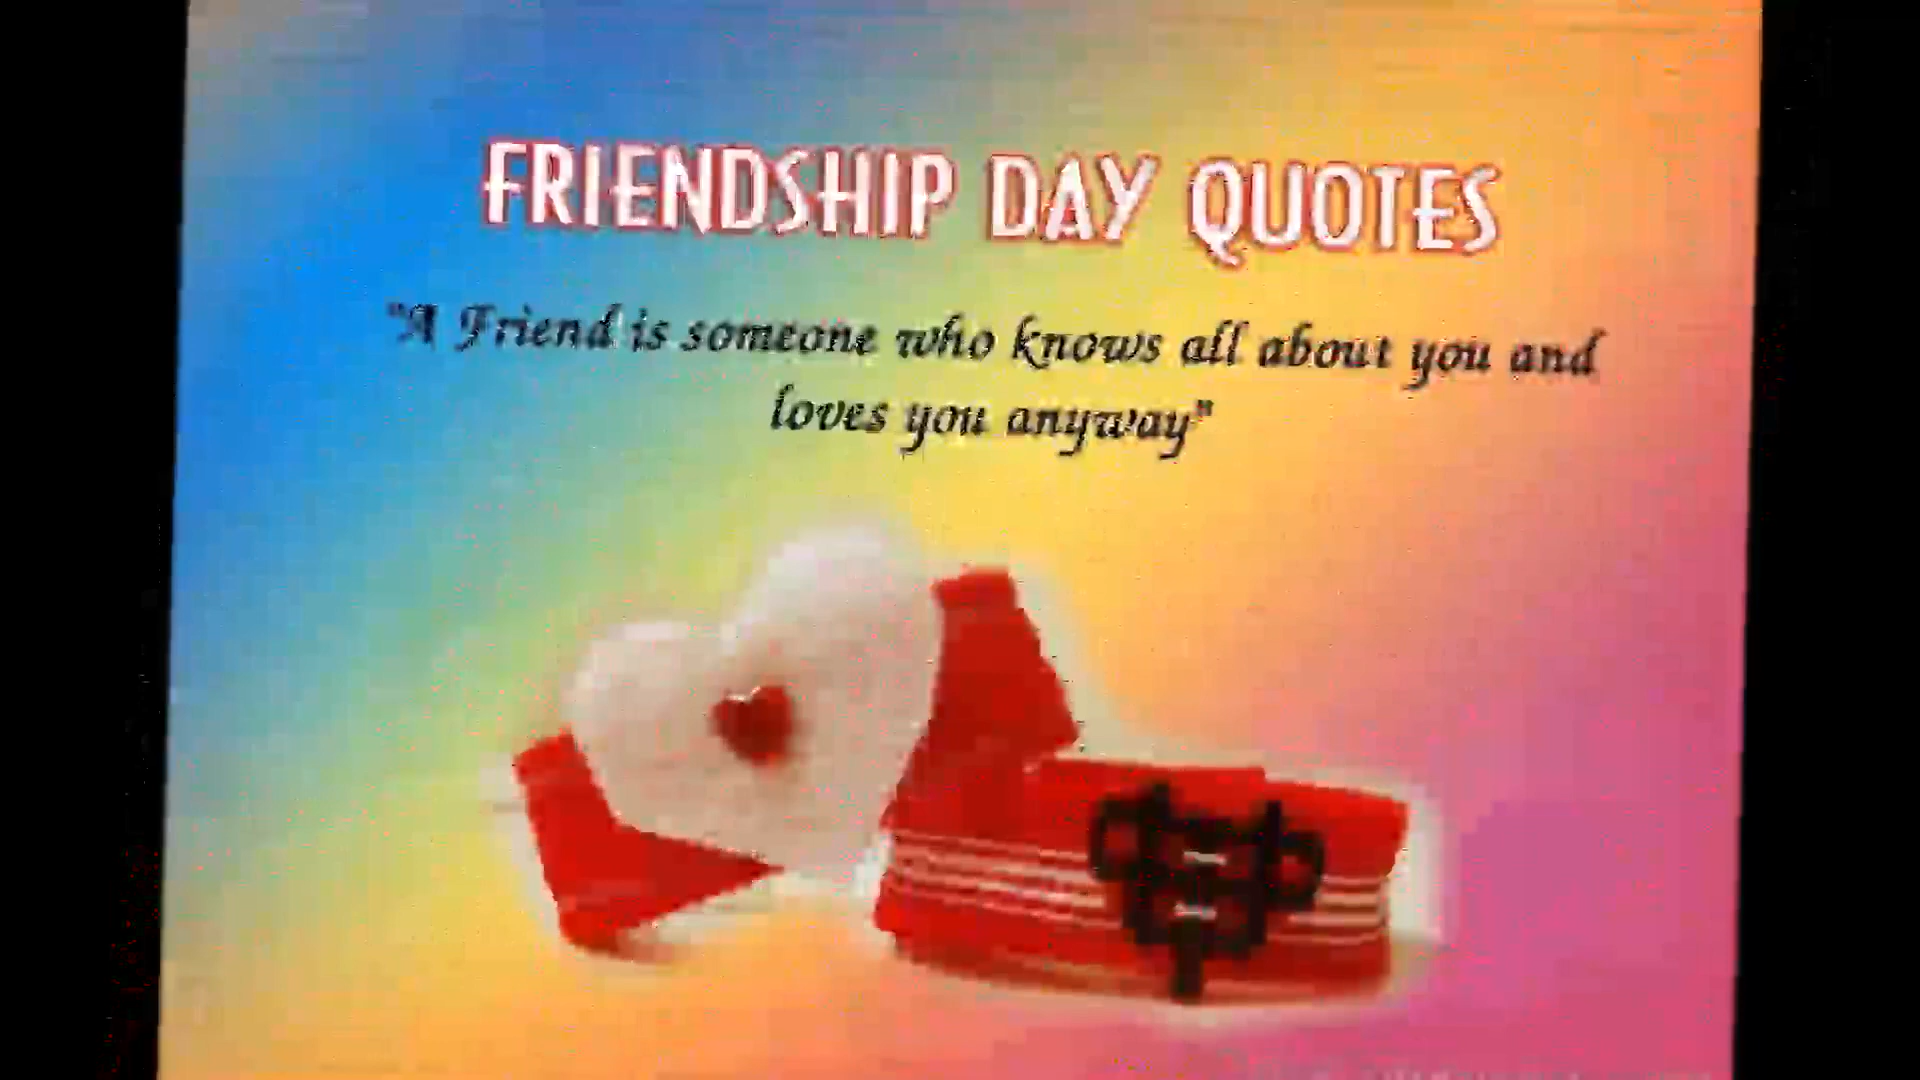 FRIENDSHIP DAY QUOTES
"A Friend is someone who knows all about you and
loves you anyway"